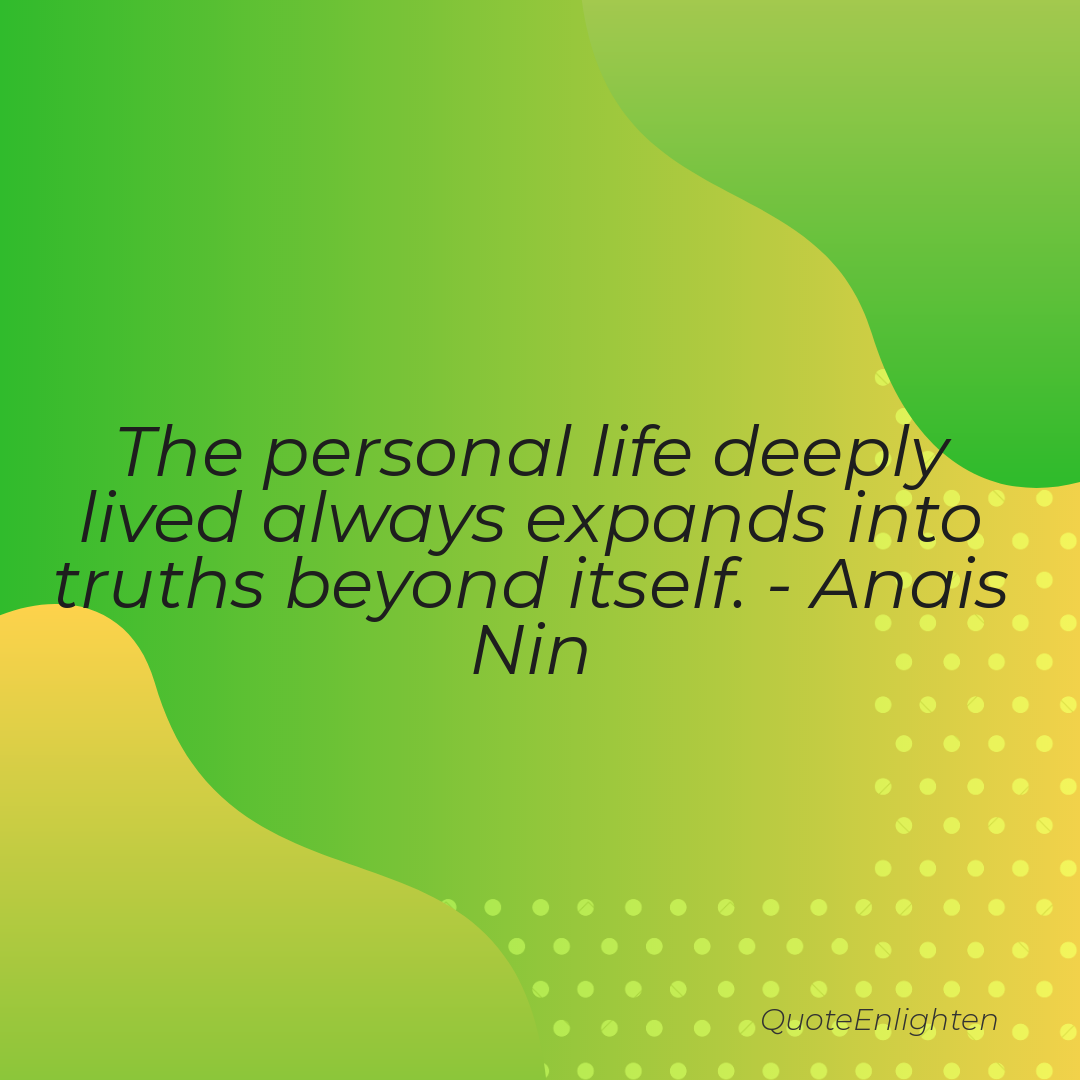 The personal life deeply
lived always expands into
truths beyond itself. - Anais
Nin
QuoteEnlighten